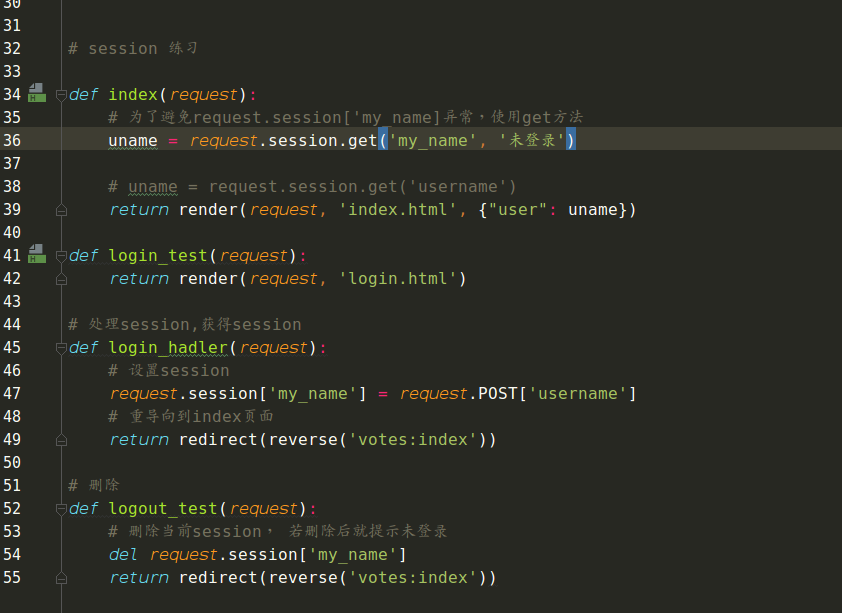 30
31
32 # session 练习
33
34 def index(request):
35 # 为了避免request.session['my_name]异常，使用get方法
36 uname = request.session.get('my_name', '未登录')
37
38 # uname = request.session.get('username')
39 return render(request, 'index.html', {"user": uname})
40
41 def login_test(request):
42 return render(request, 'login.html')
43
44 # 处理session,获得session
45 def login_hadler(request):
46 # 设置session
47 request.session['my_name'] = request.POST['username']
48 # 重导向到index页面
49 return redirect(reverse('votes:index'))
50
51 # 删除
52 def logout_test(request):
53 # 删除当前session， 若删除后就提示未登录
54 del request.session['my_name']
55 return redirect(reverse('votes:index'))